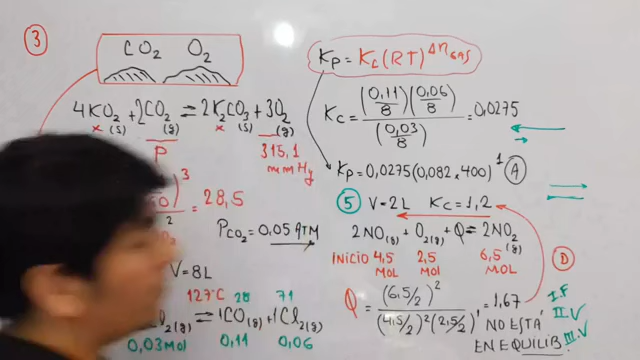 3
CO2 O2
4KO2(s) + 2CO2(g) ⇌ 2K2CO3(s) + 3O2(g)
x x
P 315,1
mmHg
)³
= 28,5
2
PCO2 = 0,05 ATM
V = 8L
127°C 28 71
2(g) ⇌ 1CO(g) + 1Cl2(g)
0,03mol 0,11 0,06
KP = Kc(RT)^Δn GAS
Kc = (0,11/8)(0,06/8) / (0,03/8) = 0,0275
KP = 0,0275(0,082 × 400)¹ A
5 V = 2L Kc = 1,2
2NO(g) + O2(g) + Q ⇌ 2NO2(g)
INICIO 4,5 2,5 6,5
MOL MOl MOL
D
Q = (6,5/2)² / (4,5/2)²(2,5/2)¹ = 1,67
NO ESTÁ
EN EQUILIB
I.F
II.V
III.V